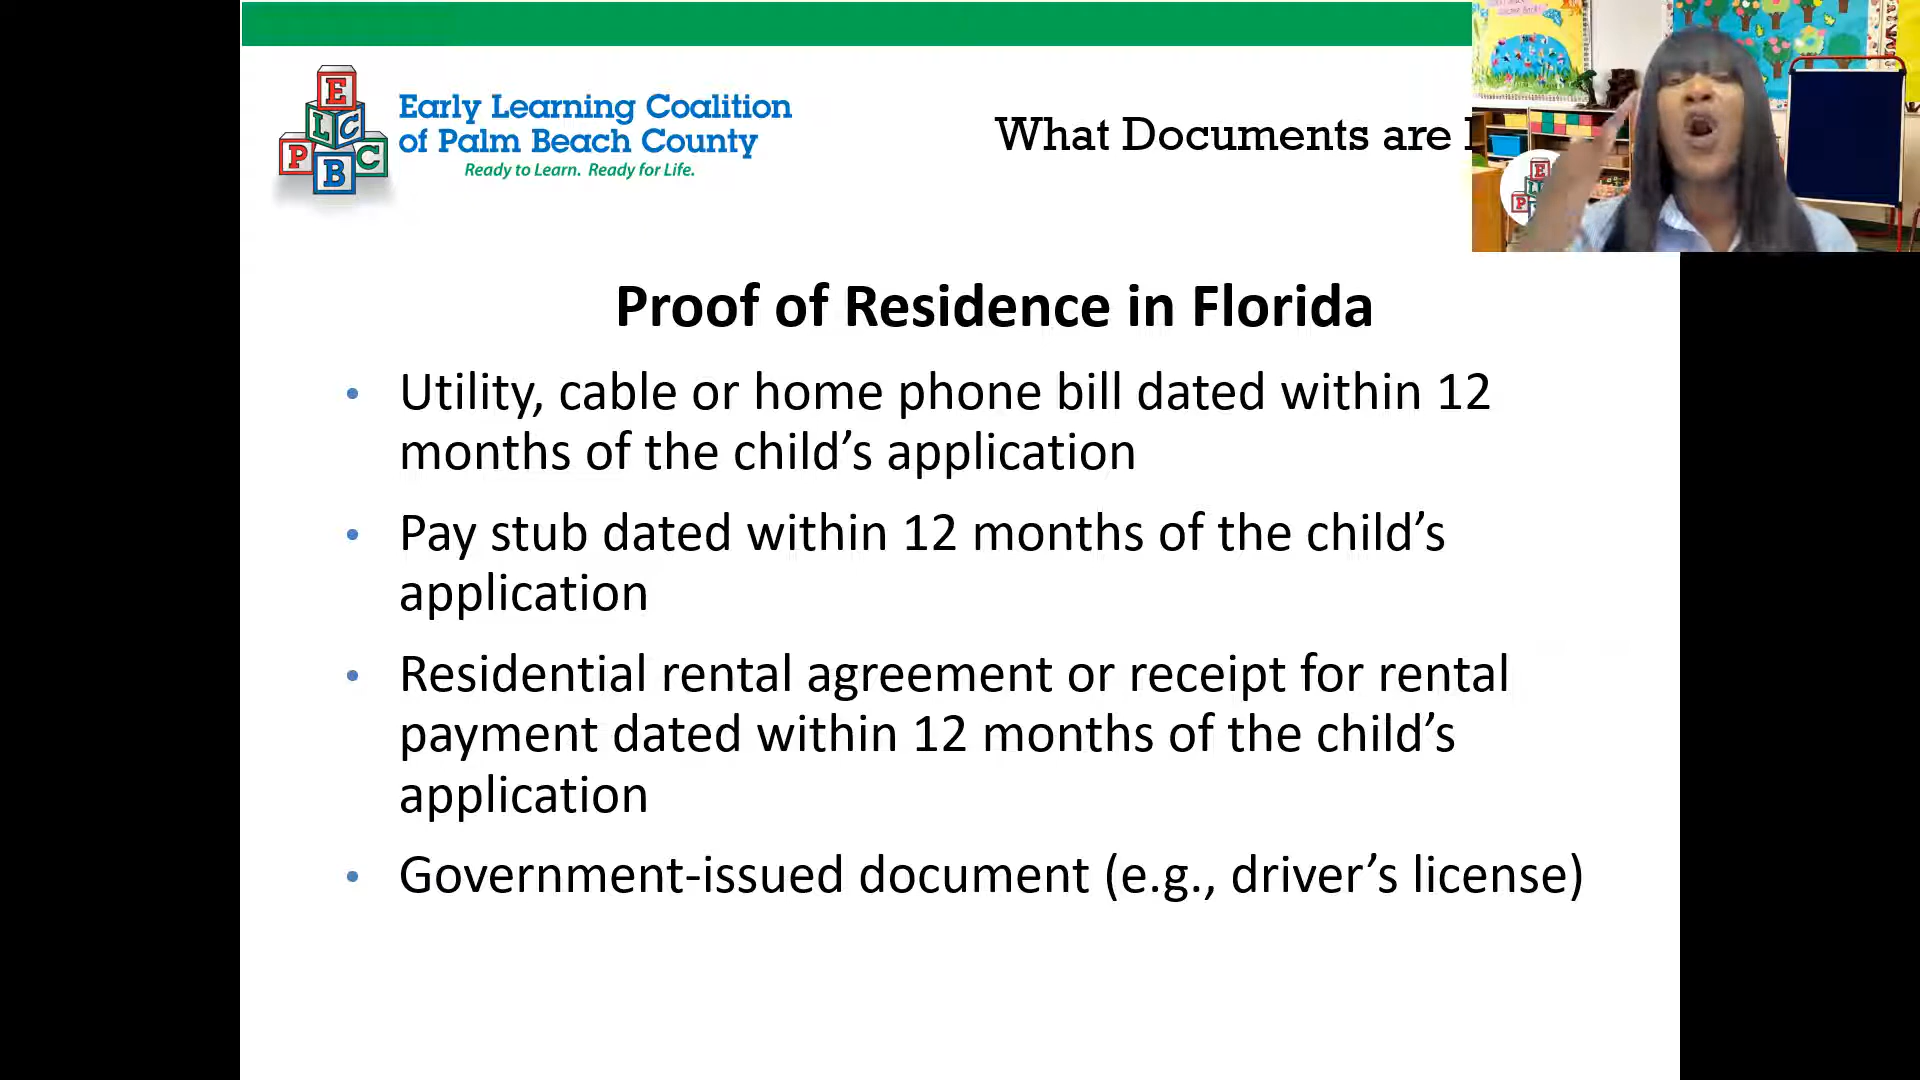 E
L C
P B C
Early Learning Coalition
of Palm Beach County
Ready to Learn. Ready for Life.
What Documents are
Proof of Residence in Florida
• Utility, cable or home phone bill dated within 12
months of the child’s application
• Pay stub dated within 12 months of the child’s
application
• Residential rental agreement or receipt for rental
payment dated within 12 months of the child’s
application
• Government-issued document (e.g., driver’s license)